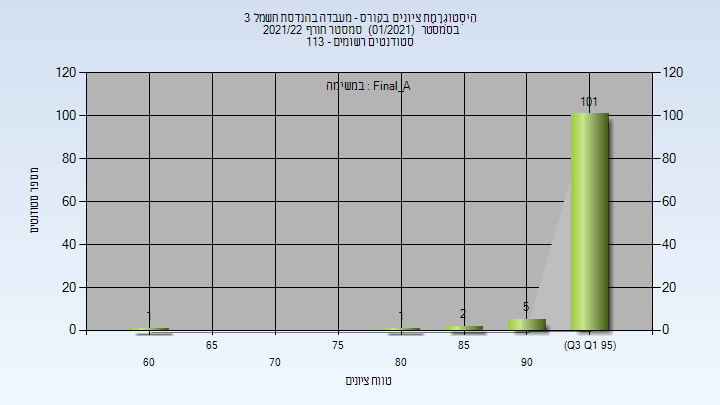 היסטוגרמת ציונים בקורס - מעבדה בהנדסת חשמל 3
בסמסטר (01/2021) סמסטר חורף 2021/22
סטודנטים רשומים - 113
במשימה : Final_A
120 120
100 100
80 80
60 60
40 40
20 20
0 0
1 1 2 5 101
מספר סטודנטים
60 65 70 75 80 85 90 (Q3 Q1 95)
טווח ציונים